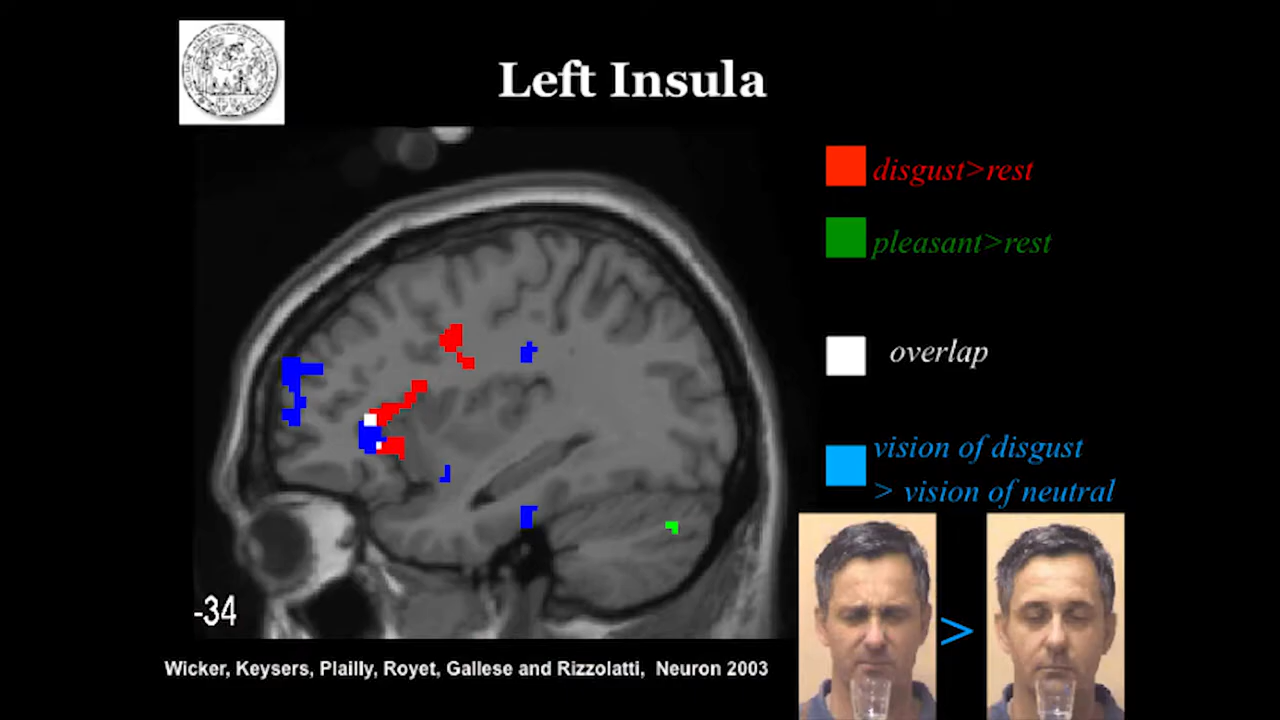 Left Insula
disgust>rest
pleasant>rest
overlap
vision of disgust
> vision of neutral
>
-34
Wicker, Keysers, Plailly, Royet, Gallese and Rizzolatti, Neuron 2003